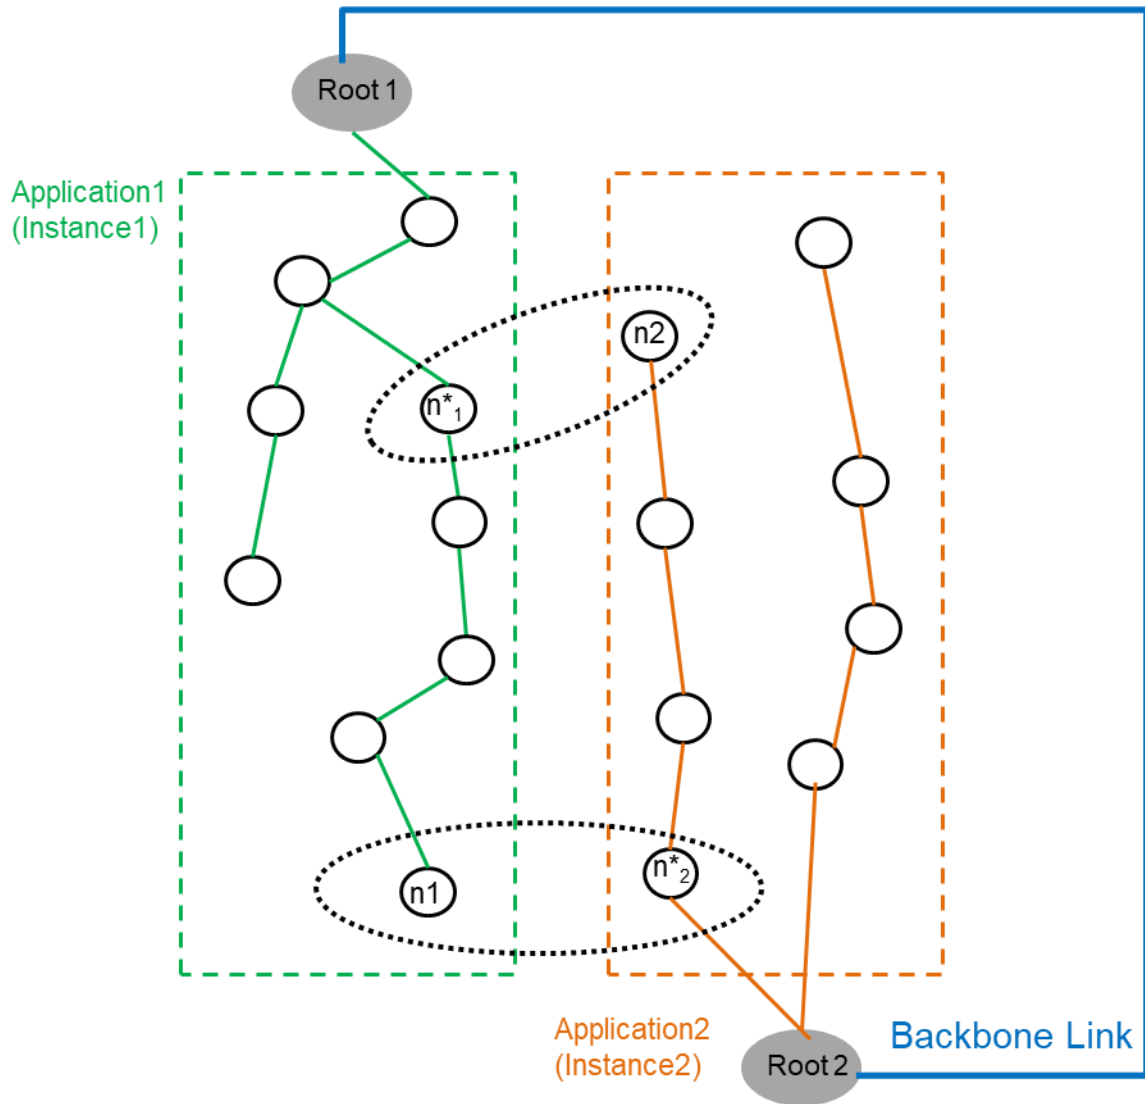 Root 1
Application1
(Instance1)
n2
n*1
n1
n*2
Application2
(Instance2)
Backbone Link
Root 2